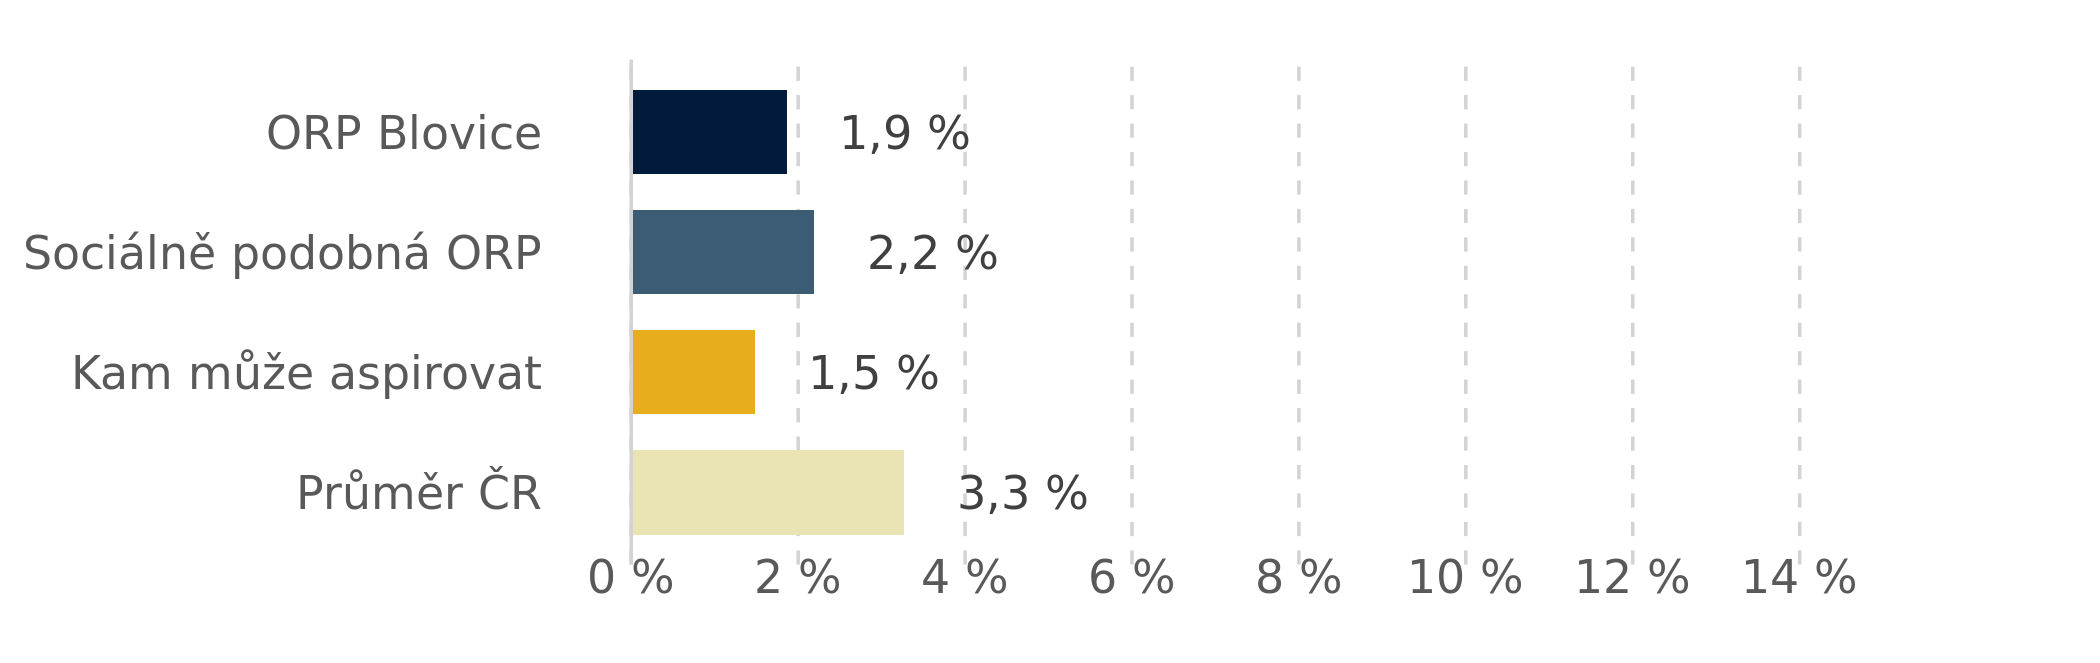 ORP Blovice 1,9 %
Sociálně podobná ORP 2,2 %
Kam může aspirovat 1,5 %
Průměr ČR 3,3 %
0 % 2 % 4 % 6 % 8 % 10 % 12 % 14 %